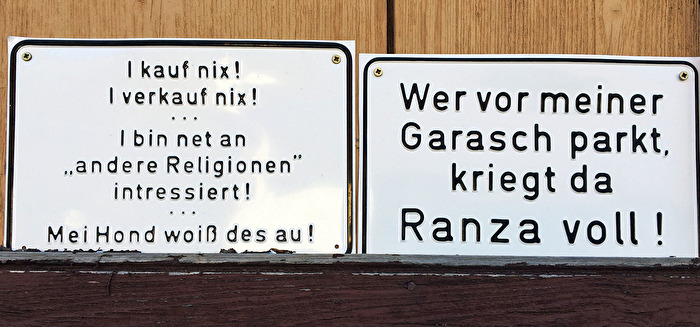 I kauf nix!
I verkauf nix!
...
I bin net an
„andere Religionen”
intressiert!
...
Mei Hond woiß des au!
Wer vor meiner
Garasch parkt,
kriegt da
Ranza voll!